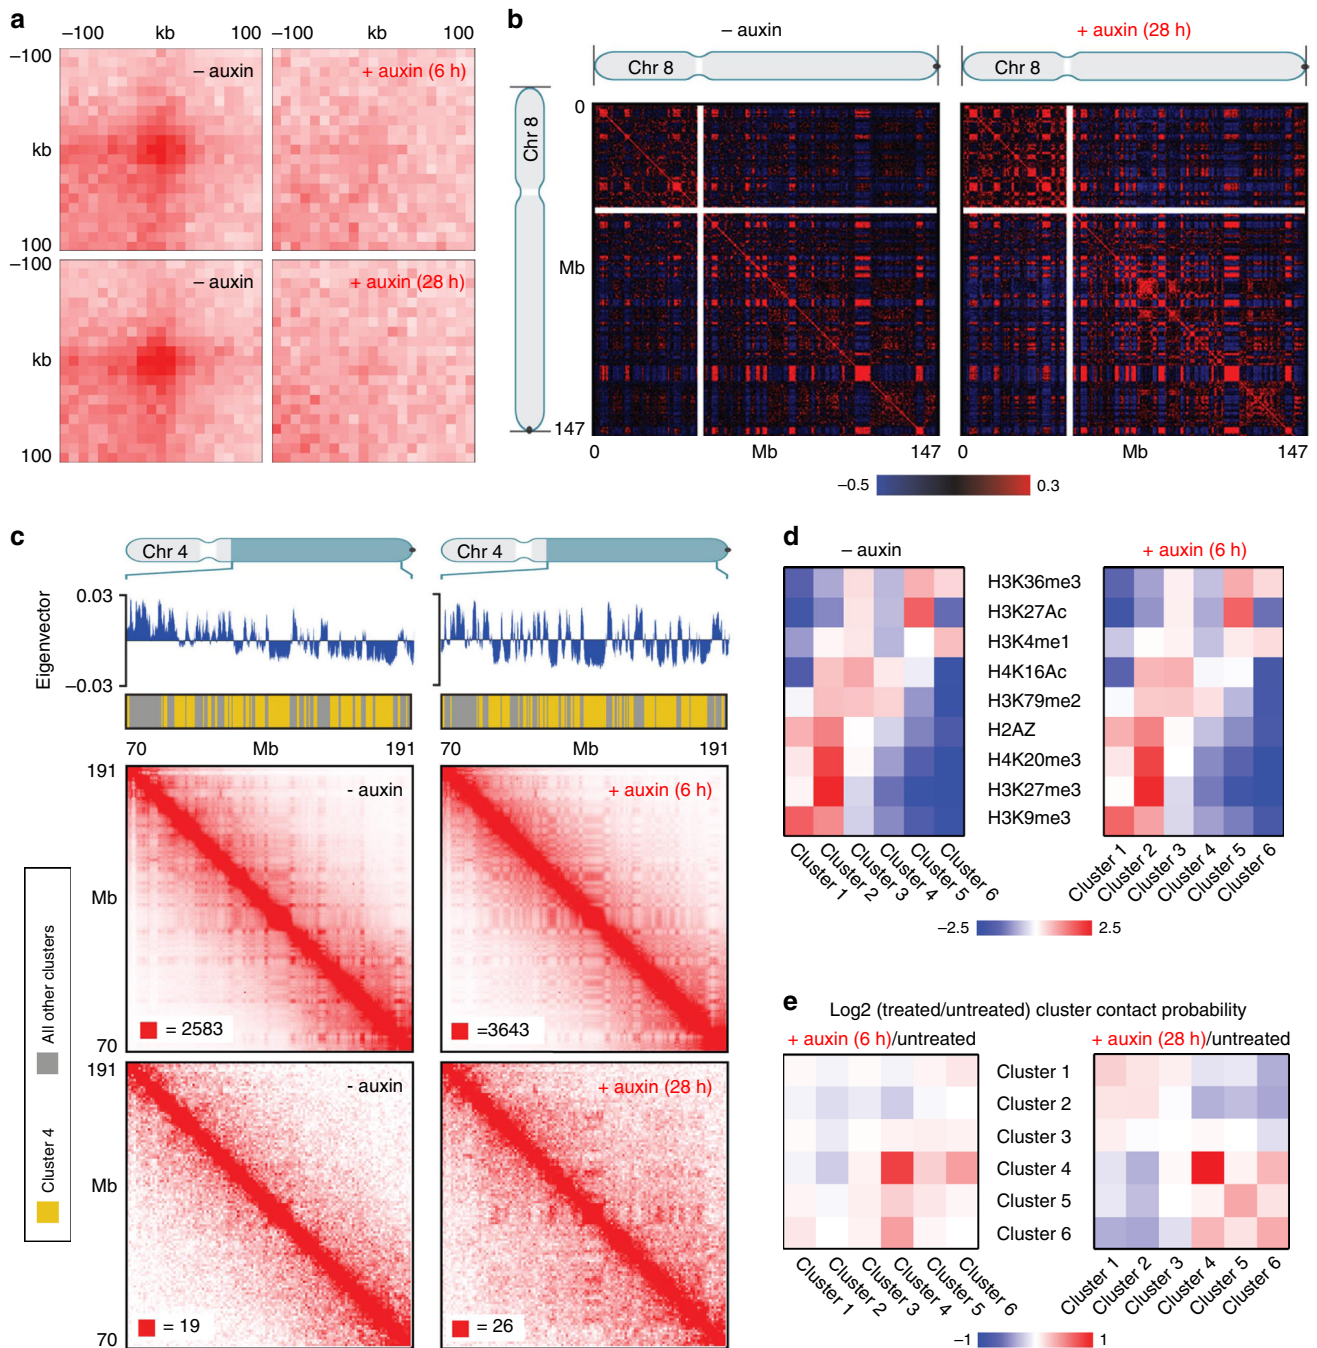 a
−100 kb 100 −100 kb 100
−100
kb
100
− auxin
+ auxin (6 h)
−100
kb
100
− auxin
+ auxin (28 h)
b
− auxin
+ auxin (28 h)
Chr 8
Chr 8
Chr 8
0
Mb
147
0 Mb 147
0 Mb 147
−0.5 0.3
c
Chr 4
Chr 4
Eigenvector
0.03
−0.03
70 Mb 191
70 Mb 191
191
Mb
70
- auxin
= 2583
+ auxin (6 h)
=3643
191
Mb
70
- auxin
= 19
+ auxin (28 h)
= 26
All other clusters
Cluster 4
d
− auxin
+ auxin (6 h)
H3K36me3
H3K27Ac
H3K4me1
H4K16Ac
H3K79me2
H2AZ
H4K20me3
H3K27me3
H3K9me3
Cluster 1
Cluster 2
Cluster 3
Cluster 4
Cluster 5
Cluster 6
Cluster 1
Cluster 2
Cluster 3
Cluster 4
Cluster 5
Cluster 6
−2.5 2.5
e
Log2 (treated/untreated) cluster contact probability
+ auxin (6 h)/untreated
+ auxin (28 h)/untreated
Cluster 1
Cluster 2
Cluster 3
Cluster 4
Cluster 5
Cluster 6
Cluster 1
Cluster 2
Cluster 3
Cluster 4
Cluster 5
Cluster 6
Cluster 1
Cluster 2
Cluster 3
Cluster 4
Cluster 5
Cluster 6
−1 1